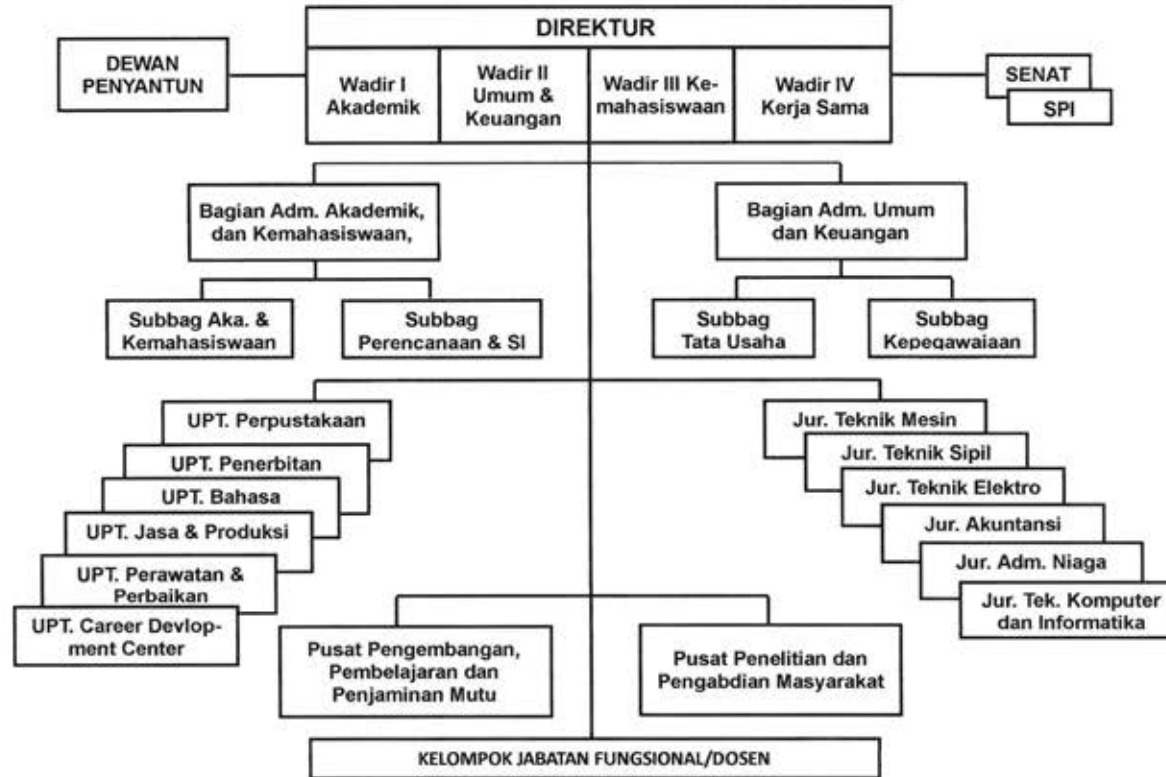 DIREKTUR
DEWAN
PENYANTUN
Wadir I
Akademik
Wadir II
Umum &
Keuangan
Wadir III Ke-
mahasiswaan
Wadir IV
Kerja Sama
SENAT
SPI
Bagian Adm. Akademik,
dan Kemahasiswaan,
Bagian Adm. Umum
dan Keuangan
Subbag Aka. &
Kemahasiswaan
Subbag
Perencanaan & SI
Subbag
Tata Usaha
Subbag
Kepegawaiaan
UPT. Perpustakaan
UPT. Penerbitan
UPT. Bahasa
UPT. Jasa & Produksi
UPT. Perawatan &
Perbaikan
UPT. Career Devlop-
ment Center
Jur. Teknik Mesin
Jur. Teknik Sipil
Jur. Teknik Elektro
Jur. Akuntansi
Jur. Adm. Niaga
Jur. Tek. Komputer
dan Informatika
Pusat Pengembangan,
Pembelajaran dan
Penjaminan Mutu
Pusat Penelitian dan
Pengabdian Masyarakat
KELOMPOK JABATAN FUNGSIONAL/DOSEN